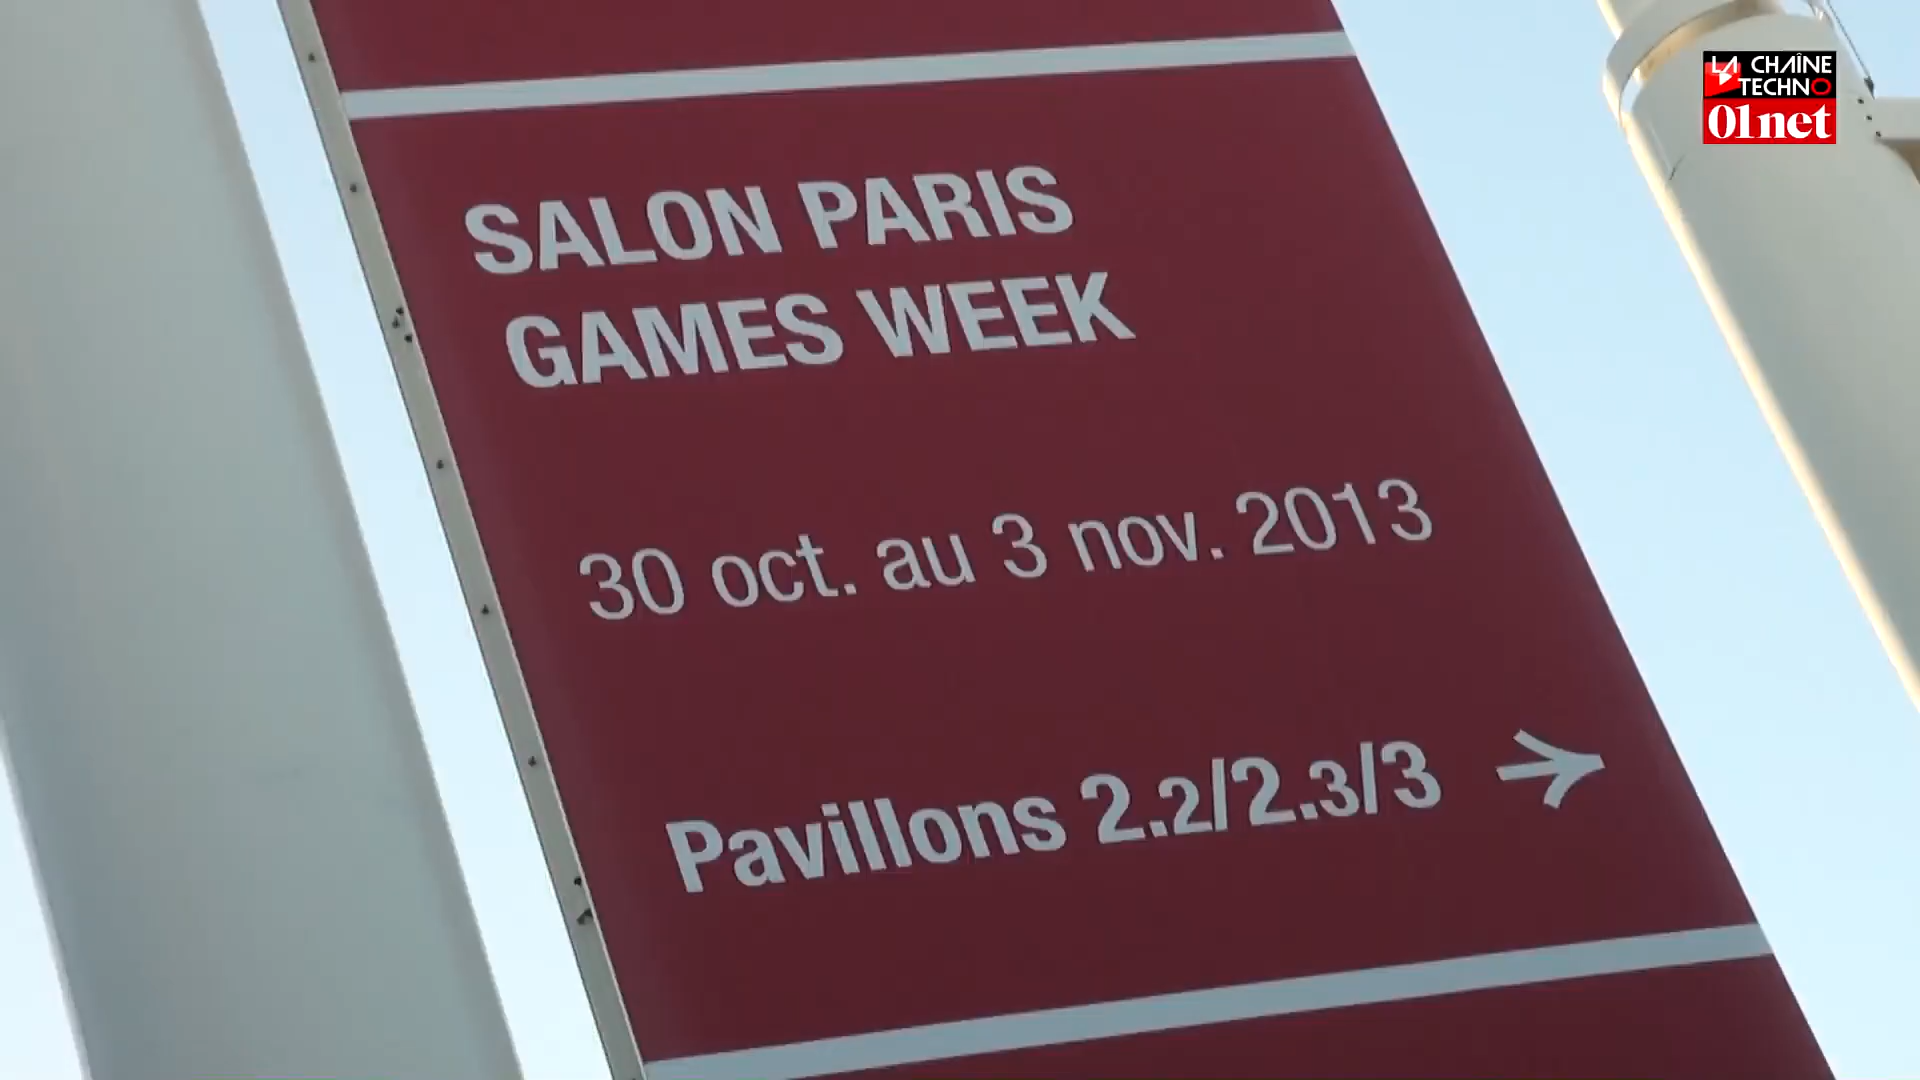 LA CHAÎNE
TECHNO
01net
SALON PARIS
GAMES WEEK
30 oct. au 3 nov. 2013
Pavillons 2.2/2.3/3